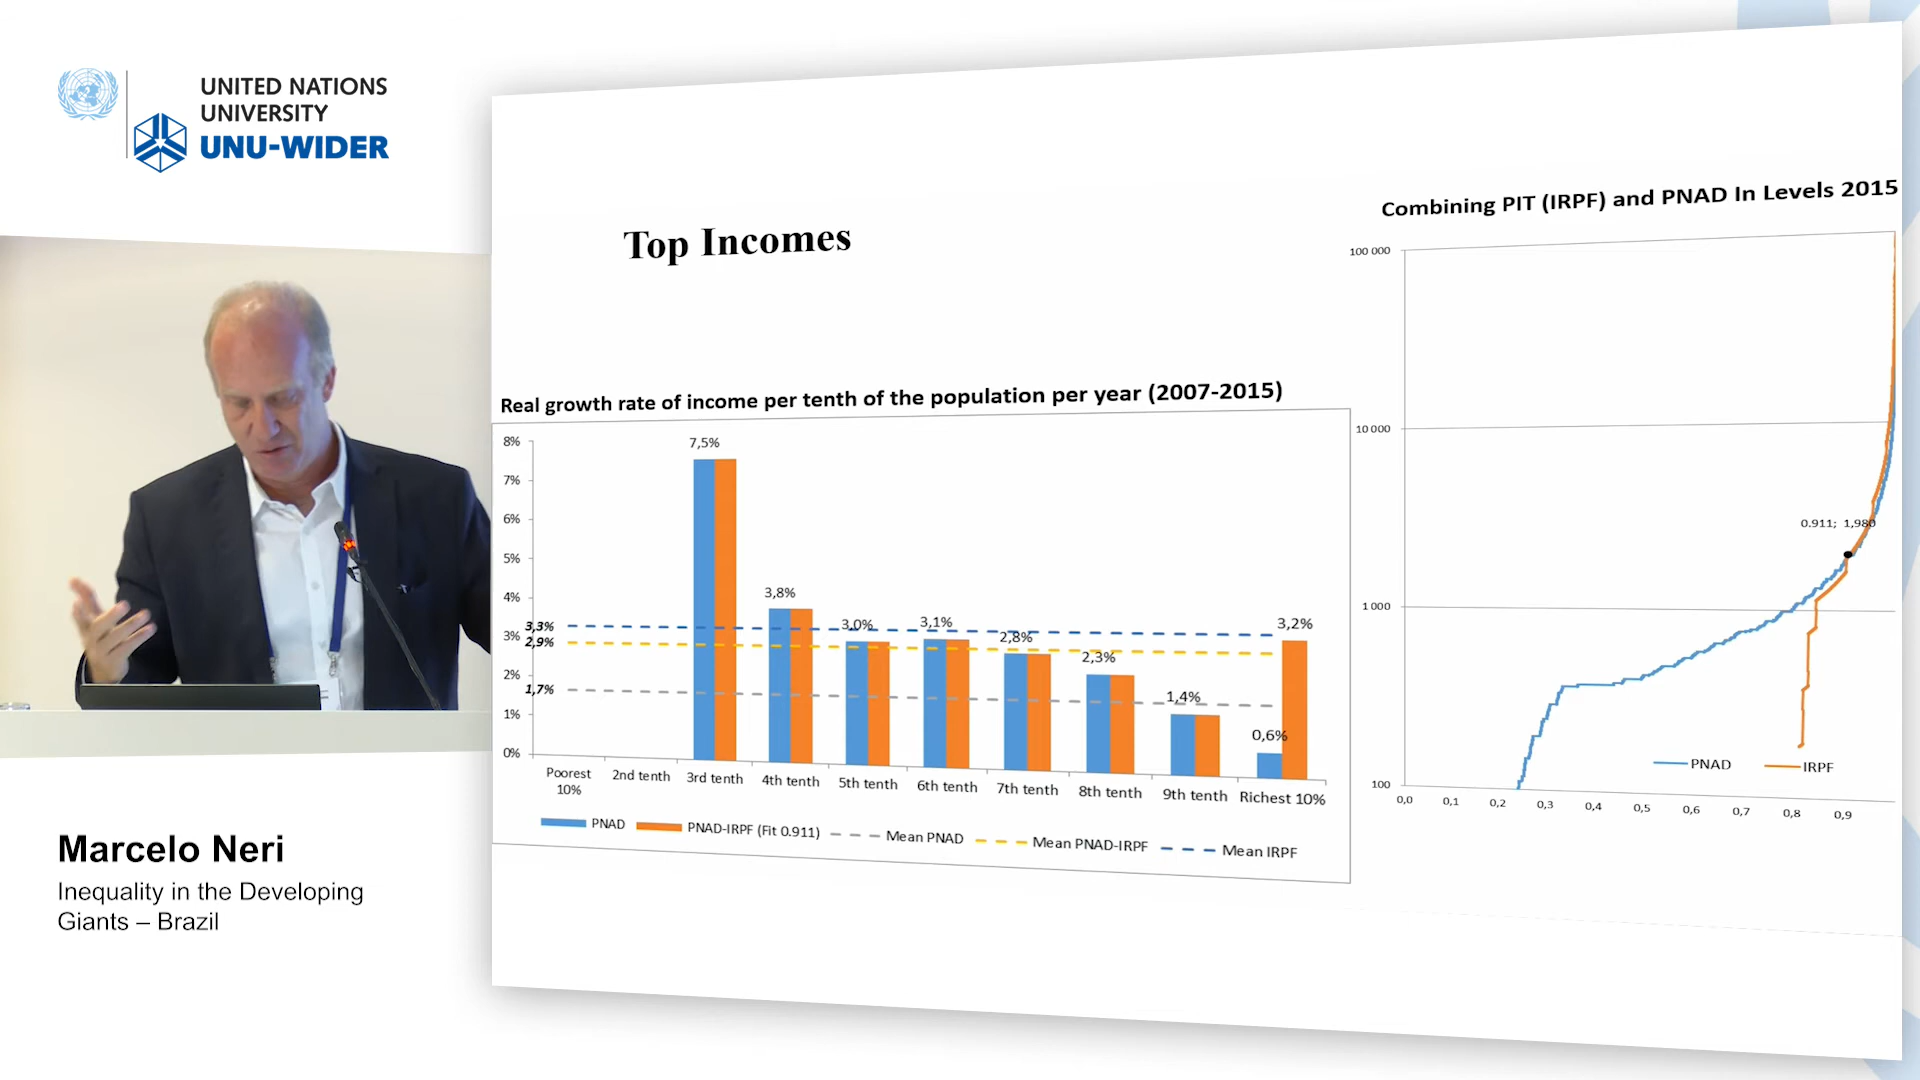 UNITED NATIONS
UNIVERSITY
UNU-WIDER
Marcelo Neri
Inequality in the Developing
Giants – Brazil
Top Incomes
Real growth rate of income per tenth of the population per year (2007-2015)
8%
7%
6%
5%
4%
3%
2%
1%
0%
3,3%
2,9%
1,7%
7,5%
3,8%
3,0%
3,1%
2,8%
2,3%
1,4%
0,6%
3,2%
Poorest
10%
2nd tenth
3rd tenth
4th tenth
5th tenth
6th tenth
7th tenth
8th tenth
9th tenth
Richest 10%
PNAD
PNAD-IRPF (Fit 0.911)
Mean PNAD
Mean PNAD-IRPF
Mean IRPF
Combining PIT (IRPF) and PNAD In Levels 2015
100 000
10 000
1 000
100
0.911; 1,980
PNAD
IRPF
0,0
0,1
0,2
0,3
0,4
0,5
0,6
0,7
0,8
0,9